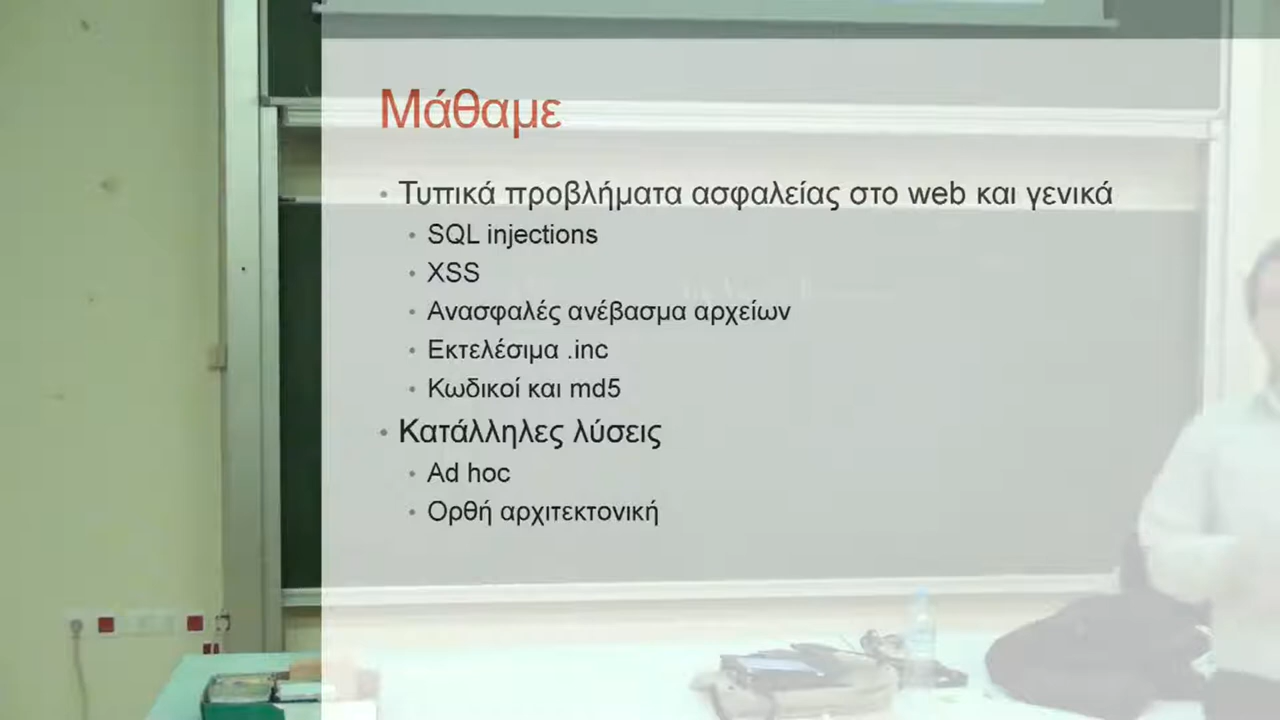 Μάθαμε
• Τυπικά προβλήματα ασφαλείας στο web και γενικά
• SQL injections
• XSS
• Ανασφαλές ανέβασμα αρχείων
• Εκτελέσιμα .inc
• Κωδικοί και md5
• Κατάλληλες λύσεις
• Ad hoc
• Ορθή αρχιτεκτονική